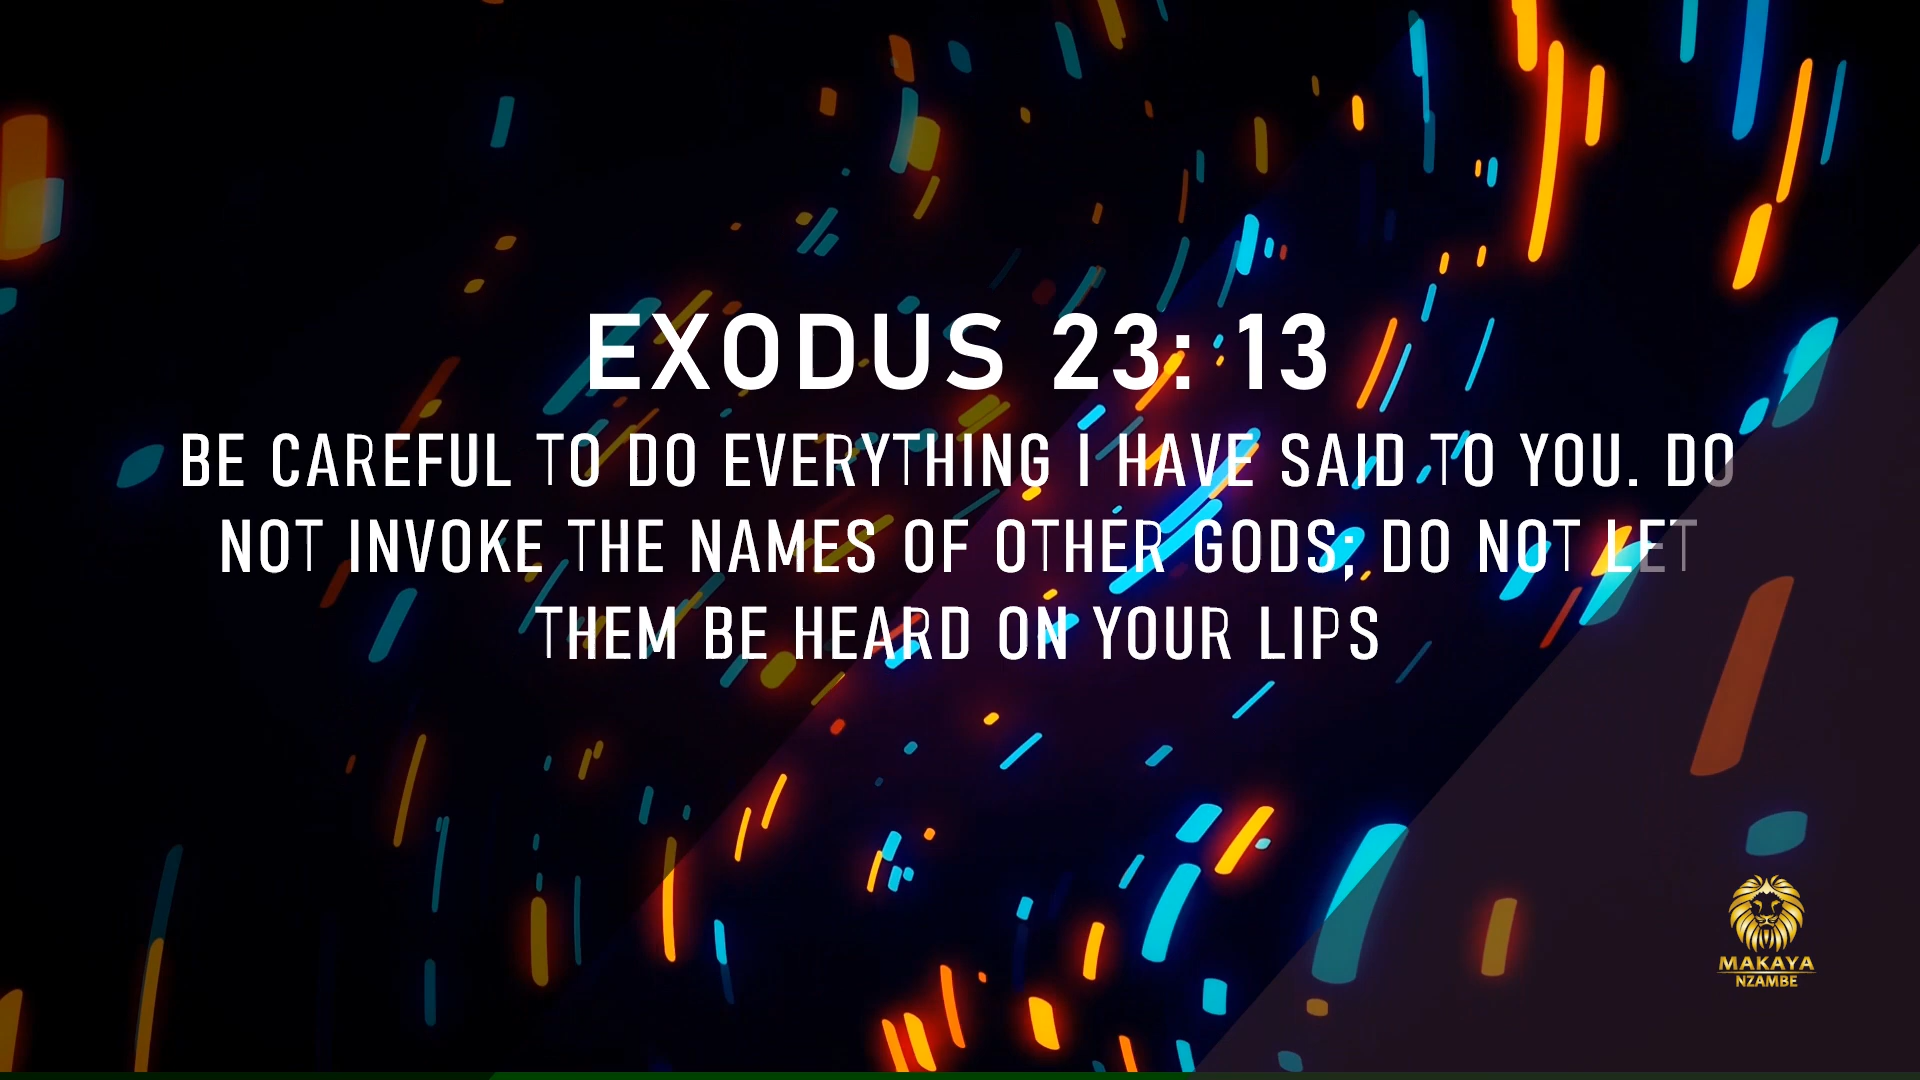 EXODUS 23: 13
BE CAREFUL TO DO EVERYTHING I HAVE SAID TO YOU. DO
NOT INVOKE THE NAMES OF OTHER GODS; DO NOT LET
THEM BE HEARD ON YOUR LIPS
MAKAYA
NZAMBE